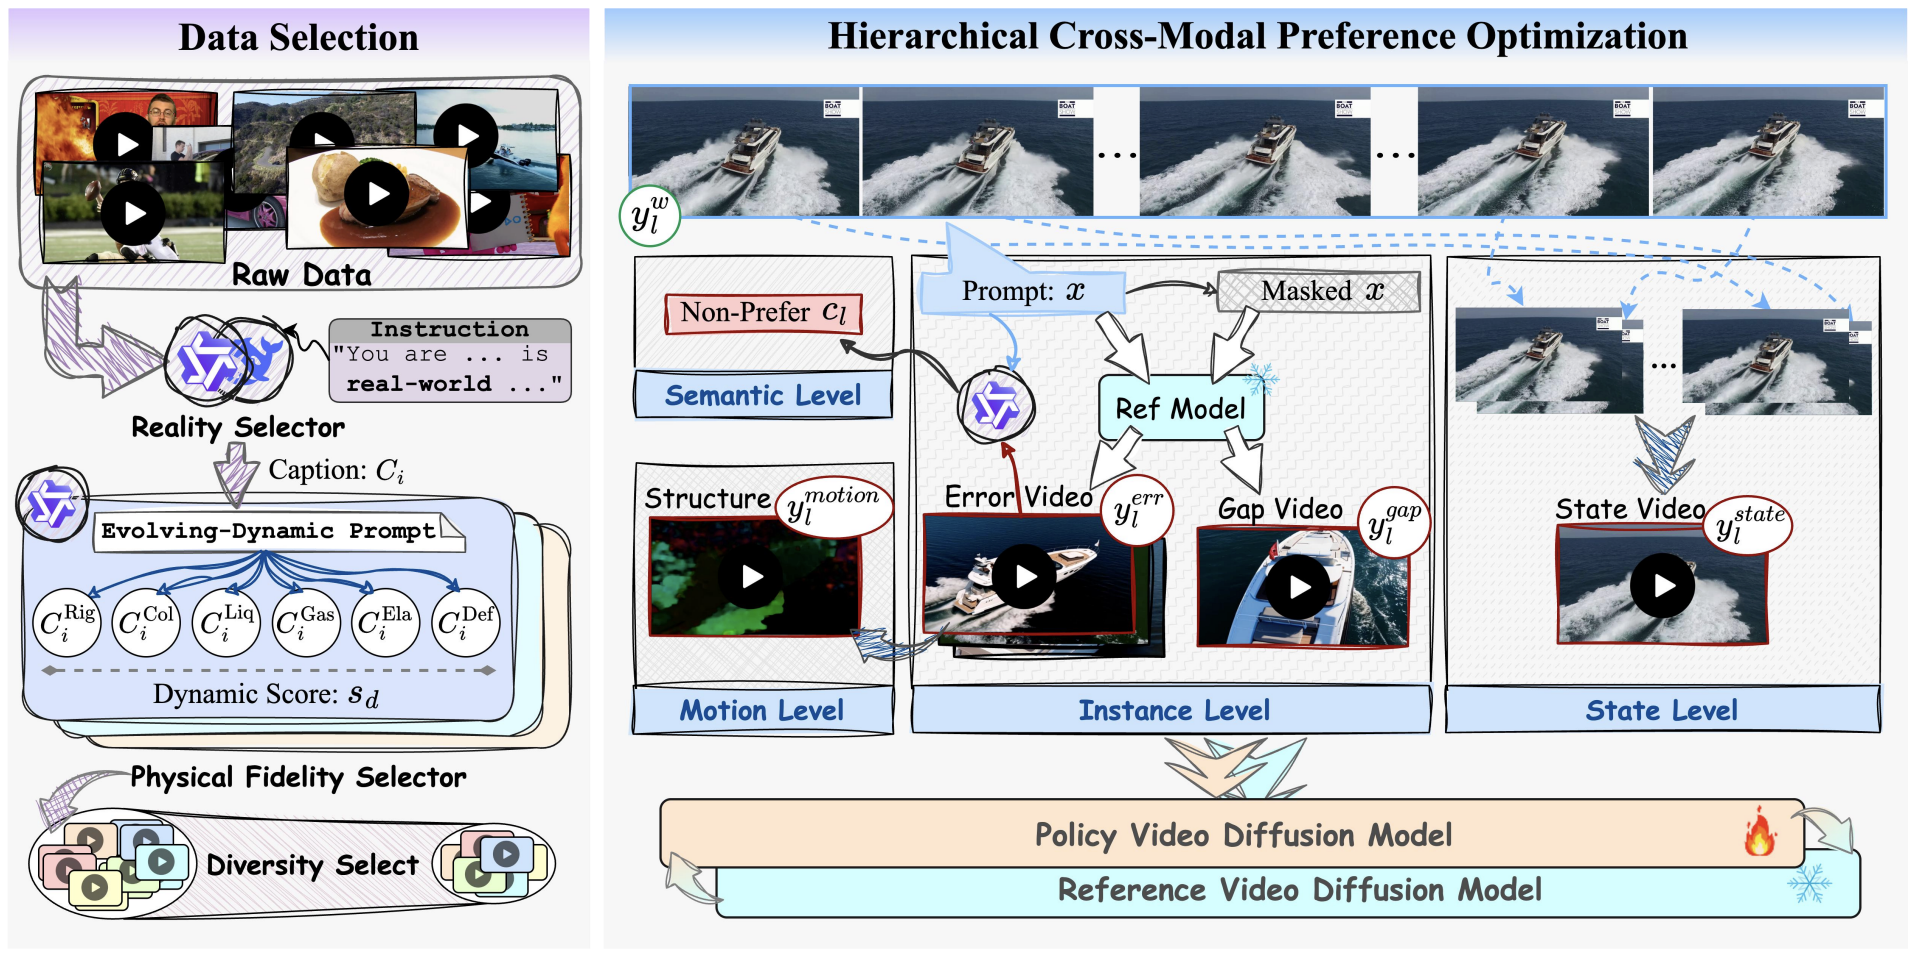 Data Selection
Raw Data
Instruction
"You are ... is
real-world ..."
Reality Selector
Caption: C_i
Evolving-Dynamic Prompt
C_i^Rig C_i^Col C_i^Liq C_i^Gas C_i^Ela C_i^Def
Dynamic Score: s_d
Physical Fidelity Selector
Diversity Select
Hierarchical Cross-Modal Preference Optimization
BOAT BOAT BOAT BOAT BOAT
... ...
y_l^w
Non-Prefer c_l
Semantic Level
Structure y_l^motion
Motion Level
Prompt: x
Masked x
Ref Model
Error Video y_l^err
Gap Video y_l^gap
Instance Level
BOAT ... BOAT
State Video y_l^state
State Level
Policy Video Diffusion Model
Reference Video Diffusion Model